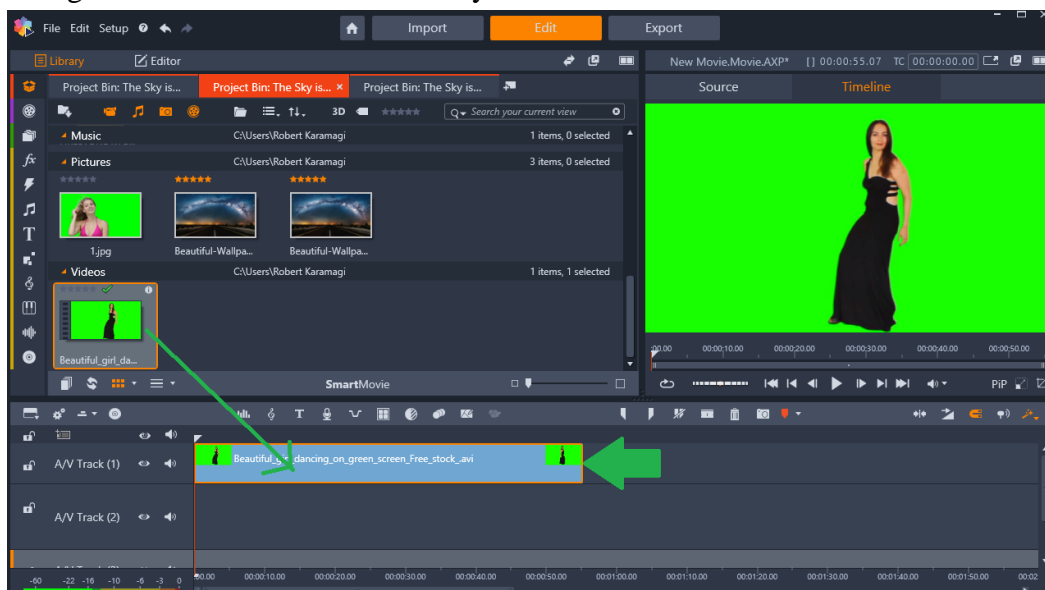 File Edit Setup Import Edit Export
Library Editor New Movie.Movie.AXP* [] 00:00:55.07 TC 00:00:00.00
Project Bin: The Sky is... Project Bin: The Sky is... × Project Bin: The Sky is... Source Timeline
3D Search your current view
Music C:\Users\Robert Karamagi 1 items, 0 selected
Pictures C:\Users\Robert Karamagi 3 items, 0 selected
1.jpg Beautiful-Wallpa... Beautiful-Wallpa...
Videos C:\Users\Robert Karamagi 1 items, 1 selected
00.00 00:00:10.00 00:00:20.00 00:00:30.00 00:00:40.00 00:00:50.00
Beautiful_girl_da...
SmartMovie PiP
A/V Track (1) Beautiful_girl_dancing_on_green_screen_Free_stock_.avi
A/V Track (2)
-60 -22 -16 -10 -6 -3 0 00.00 00:00:10.00 00:00:20.00 00:00:30.00 00:00:40.00 00:00:50.00 00:01:00.00 00:01:10.00 00:01:20.00 00:01:30.00 00:01:40.00 00:01:50.00 00:02